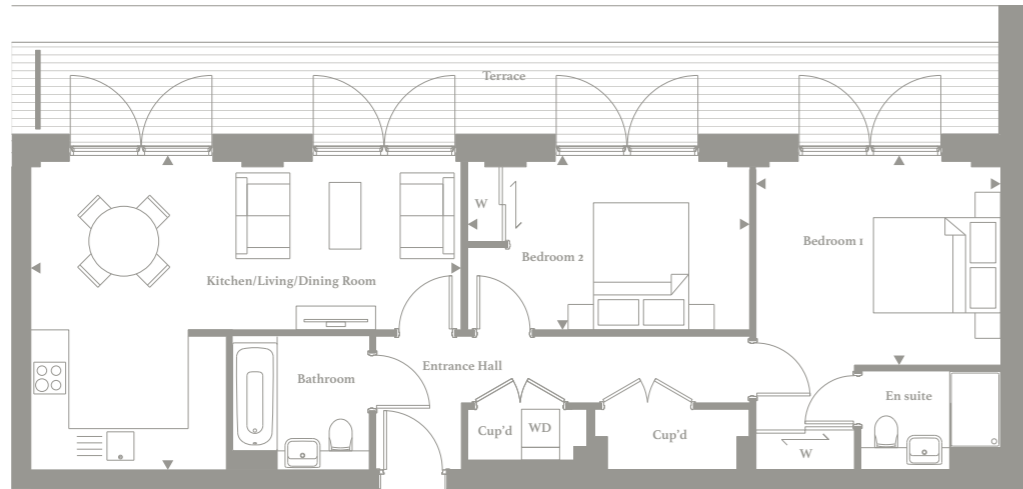 Terrace
W
Bedroom 2
Bedroom 1
Kitchen/Living/Dining Room
Entrance Hall
Bathroom
En suite
Cup'd
WD
Cup'd
W